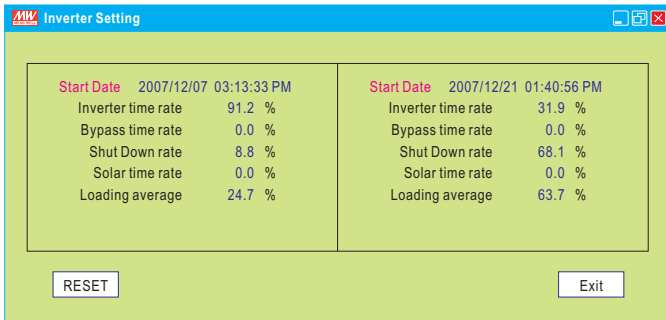 MW Inverter Setting
Start Date 2007/12/07 03:13:33 PM
Inverter time rate 91.2 %
Bypass time rate 0.0 %
Shut Down rate 8.8 %
Solar time rate 0.0 %
Loading average 24.7 %
Start Date 2007/12/21 01:40:56 PM
Inverter time rate 31.9 %
Bypass time rate 0.0 %
Shut Down rate 68.1 %
Solar time rate 0.0 %
Loading average 63.7 %
RESET
Exit